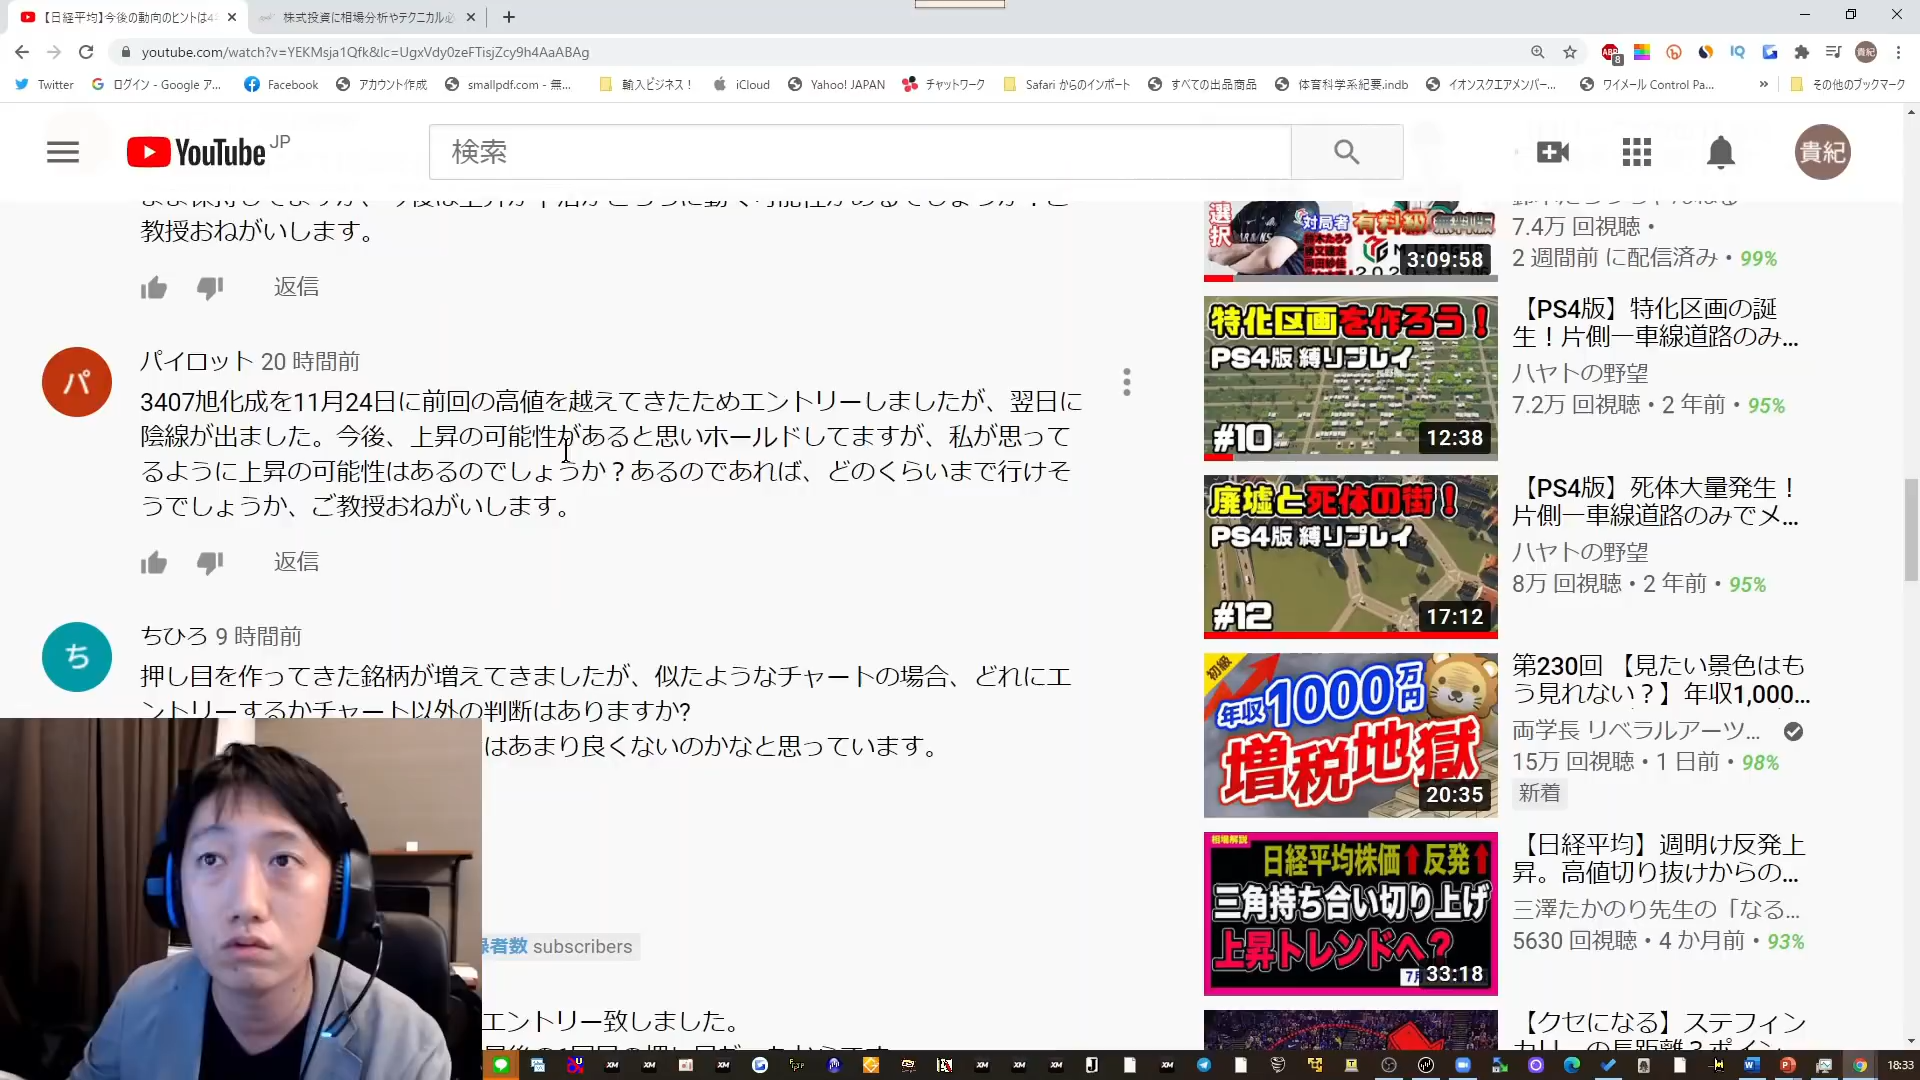 【日経平均】今後の動向のヒントは4
株式投資に相場分析やテクニカル必
youtube.com/watch?v=YEKMsja1Qfk&lc=UgxVdy0zeFTisjZcy9h4AaABAg
Twitter
ログイン - Google ア...
Facebook
アカウント作成
smallpdf.com - 無...
輸入ビジネス！
iCloud
Yahoo! JAPAN
チャットワーク
Safari からのインポート
すべての出品商品
体育科学系紀要.indb
イオンスクエアメンバー...
ワイメール Control Pa...
»
その他のブックマーク
YouTube JP
検索
貴紀
教授おねがいします。
返信
パ
パイロット 20 時間前
3407旭化成を11月24日に前回の高値を越えてきたためエントリーしましたが、翌日に
陰線が出ました。今後、上昇の可能性があると思いホールドしてますが、私が思って
るように上昇の可能性はあるのでしょうか？あるのであれば、どのくらいまで行けそ
うでしょうか、ご教授おねがいします。
返信
ち
ちひろ 9 時間前
押し目を作ってきた銘柄が増えてきましたが、似たようなチャートの場合、どれにエ
ントリーするかチャート以外の判断はありますか?
はあまり良くないのかなと思っています。
録者数 subscribers
エントリー致しました。
選択
対局者
有料級
無料版
3:09:58
7.4万 回視聴・
2 週間前 に配信済み・99%
特化区画を作ろう！
PS4版 縛りプレイ
#10
12:38
【PS4版】特化区画の誕
生！片側一車線道路のみ...
ハヤトの野望
7.2万 回視聴・2 年前・95%
廃墟と死体の街！
PS4版 縛りプレイ
#12
17:12
【PS4版】死体大量発生！
片側一車線道路のみでメ...
ハヤトの野望
8万 回視聴・2 年前・95%
初級
年収1000万円
増税地獄
20:35
第230回 【見たい景色はも
う見れない？】年収1,000...
両学長 リベラルアーツ...
15万 回視聴・1 日前・98%
新着
相場解説
日経平均株価↑反発↑
三角持ち合い切り上げ
上昇トレンドへ？
33:18
【日経平均】週明け反発上
昇。高値切り抜けからの...
三澤たかのり先生の「なる...
5630 回視聴・4 か月前・93%
【クセになる】ステフィン
18:33